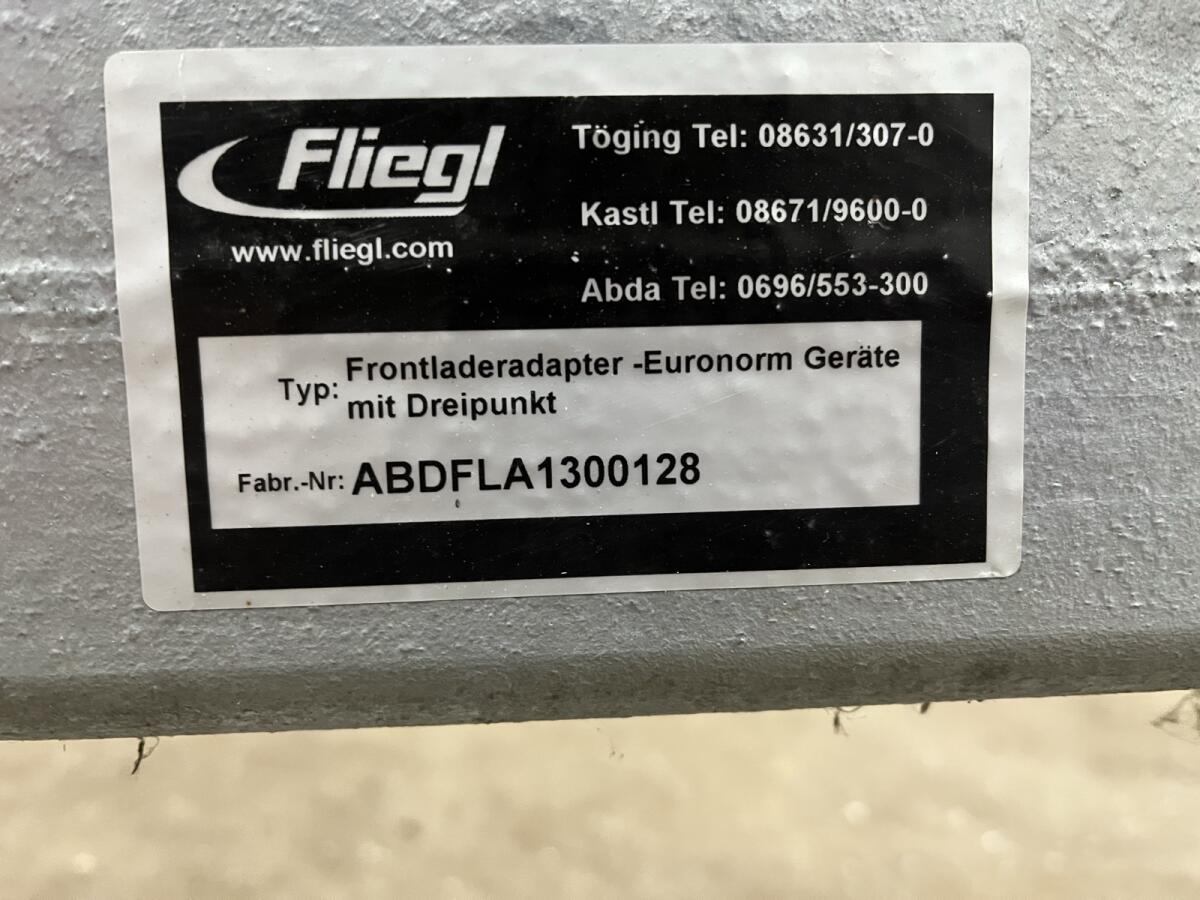 Fliegl
www.fliegl.com
Töging Tel: 08631/307-0
Kastl Tel: 08671/9600-0
Abda Tel: 0696/553-300
Typ: Frontladeradapter -Euronorm Geräte
mit Dreipunkt
Fabr.-Nr: ABDFLA1300128